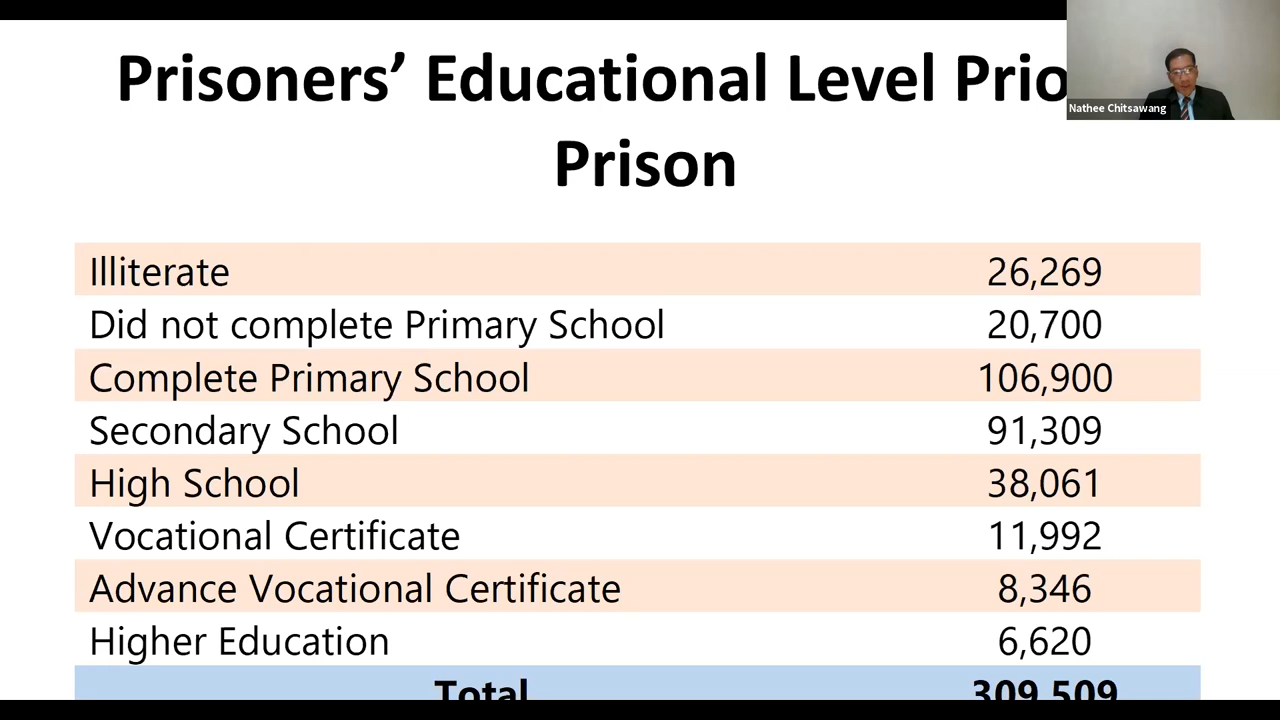 Prisoners’ Educational Level Prio
Prison
Nathee Chitsawang
Illiterate 26,269
Did not complete Primary School 20,700
Complete Primary School 106,900
Secondary School 91,309
High School 38,061
Vocational Certificate 11,992
Advance Vocational Certificate 8,346
Higher Education 6,620
Total 309,509